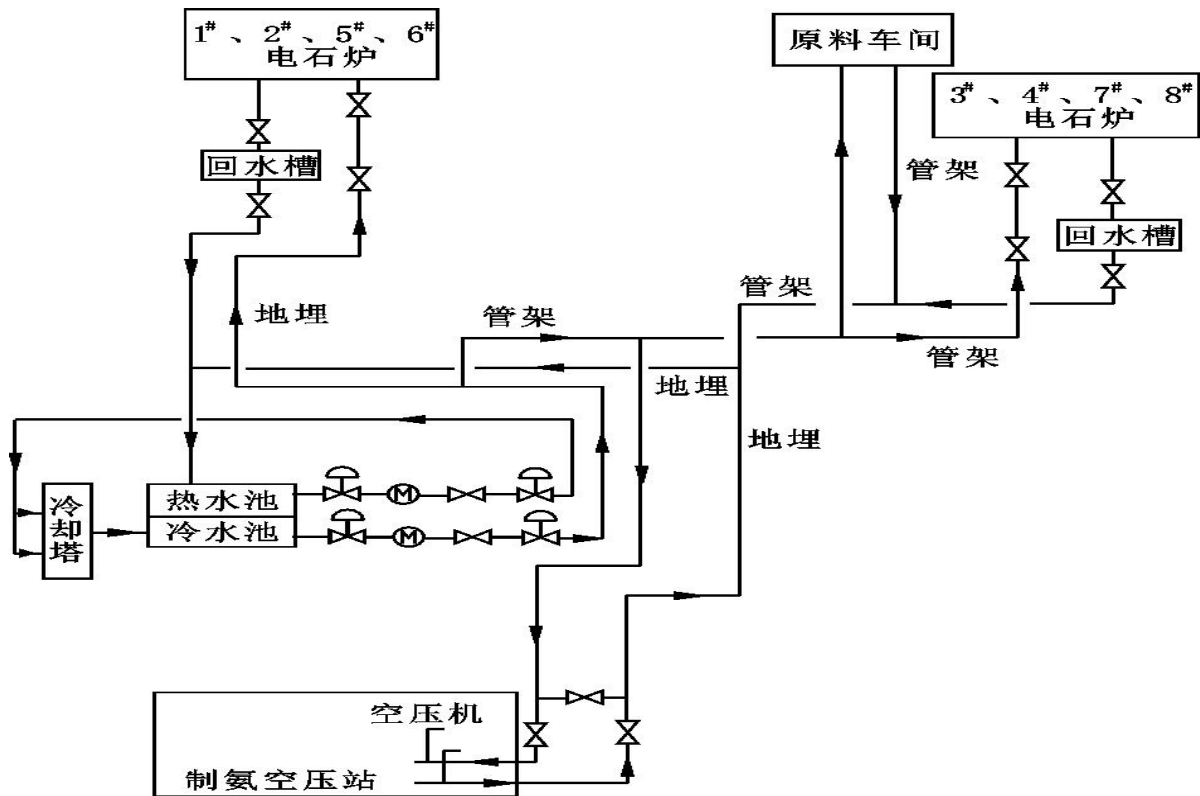 1#、2#、5#、6#
电石炉
原料车间
3#、4#、7#、8#
电石炉
回水槽
管架
回水槽
地埋
管架
管架
管架
地埋
地埋
冷却塔
热水池
M
冷水池
M
空压机
制氨空压站